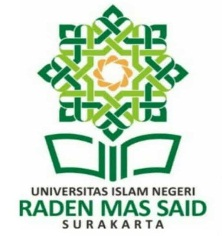 UNIVERSITAS ISLAM NEGERI
RADEN MAS SAID
SURAKARTA